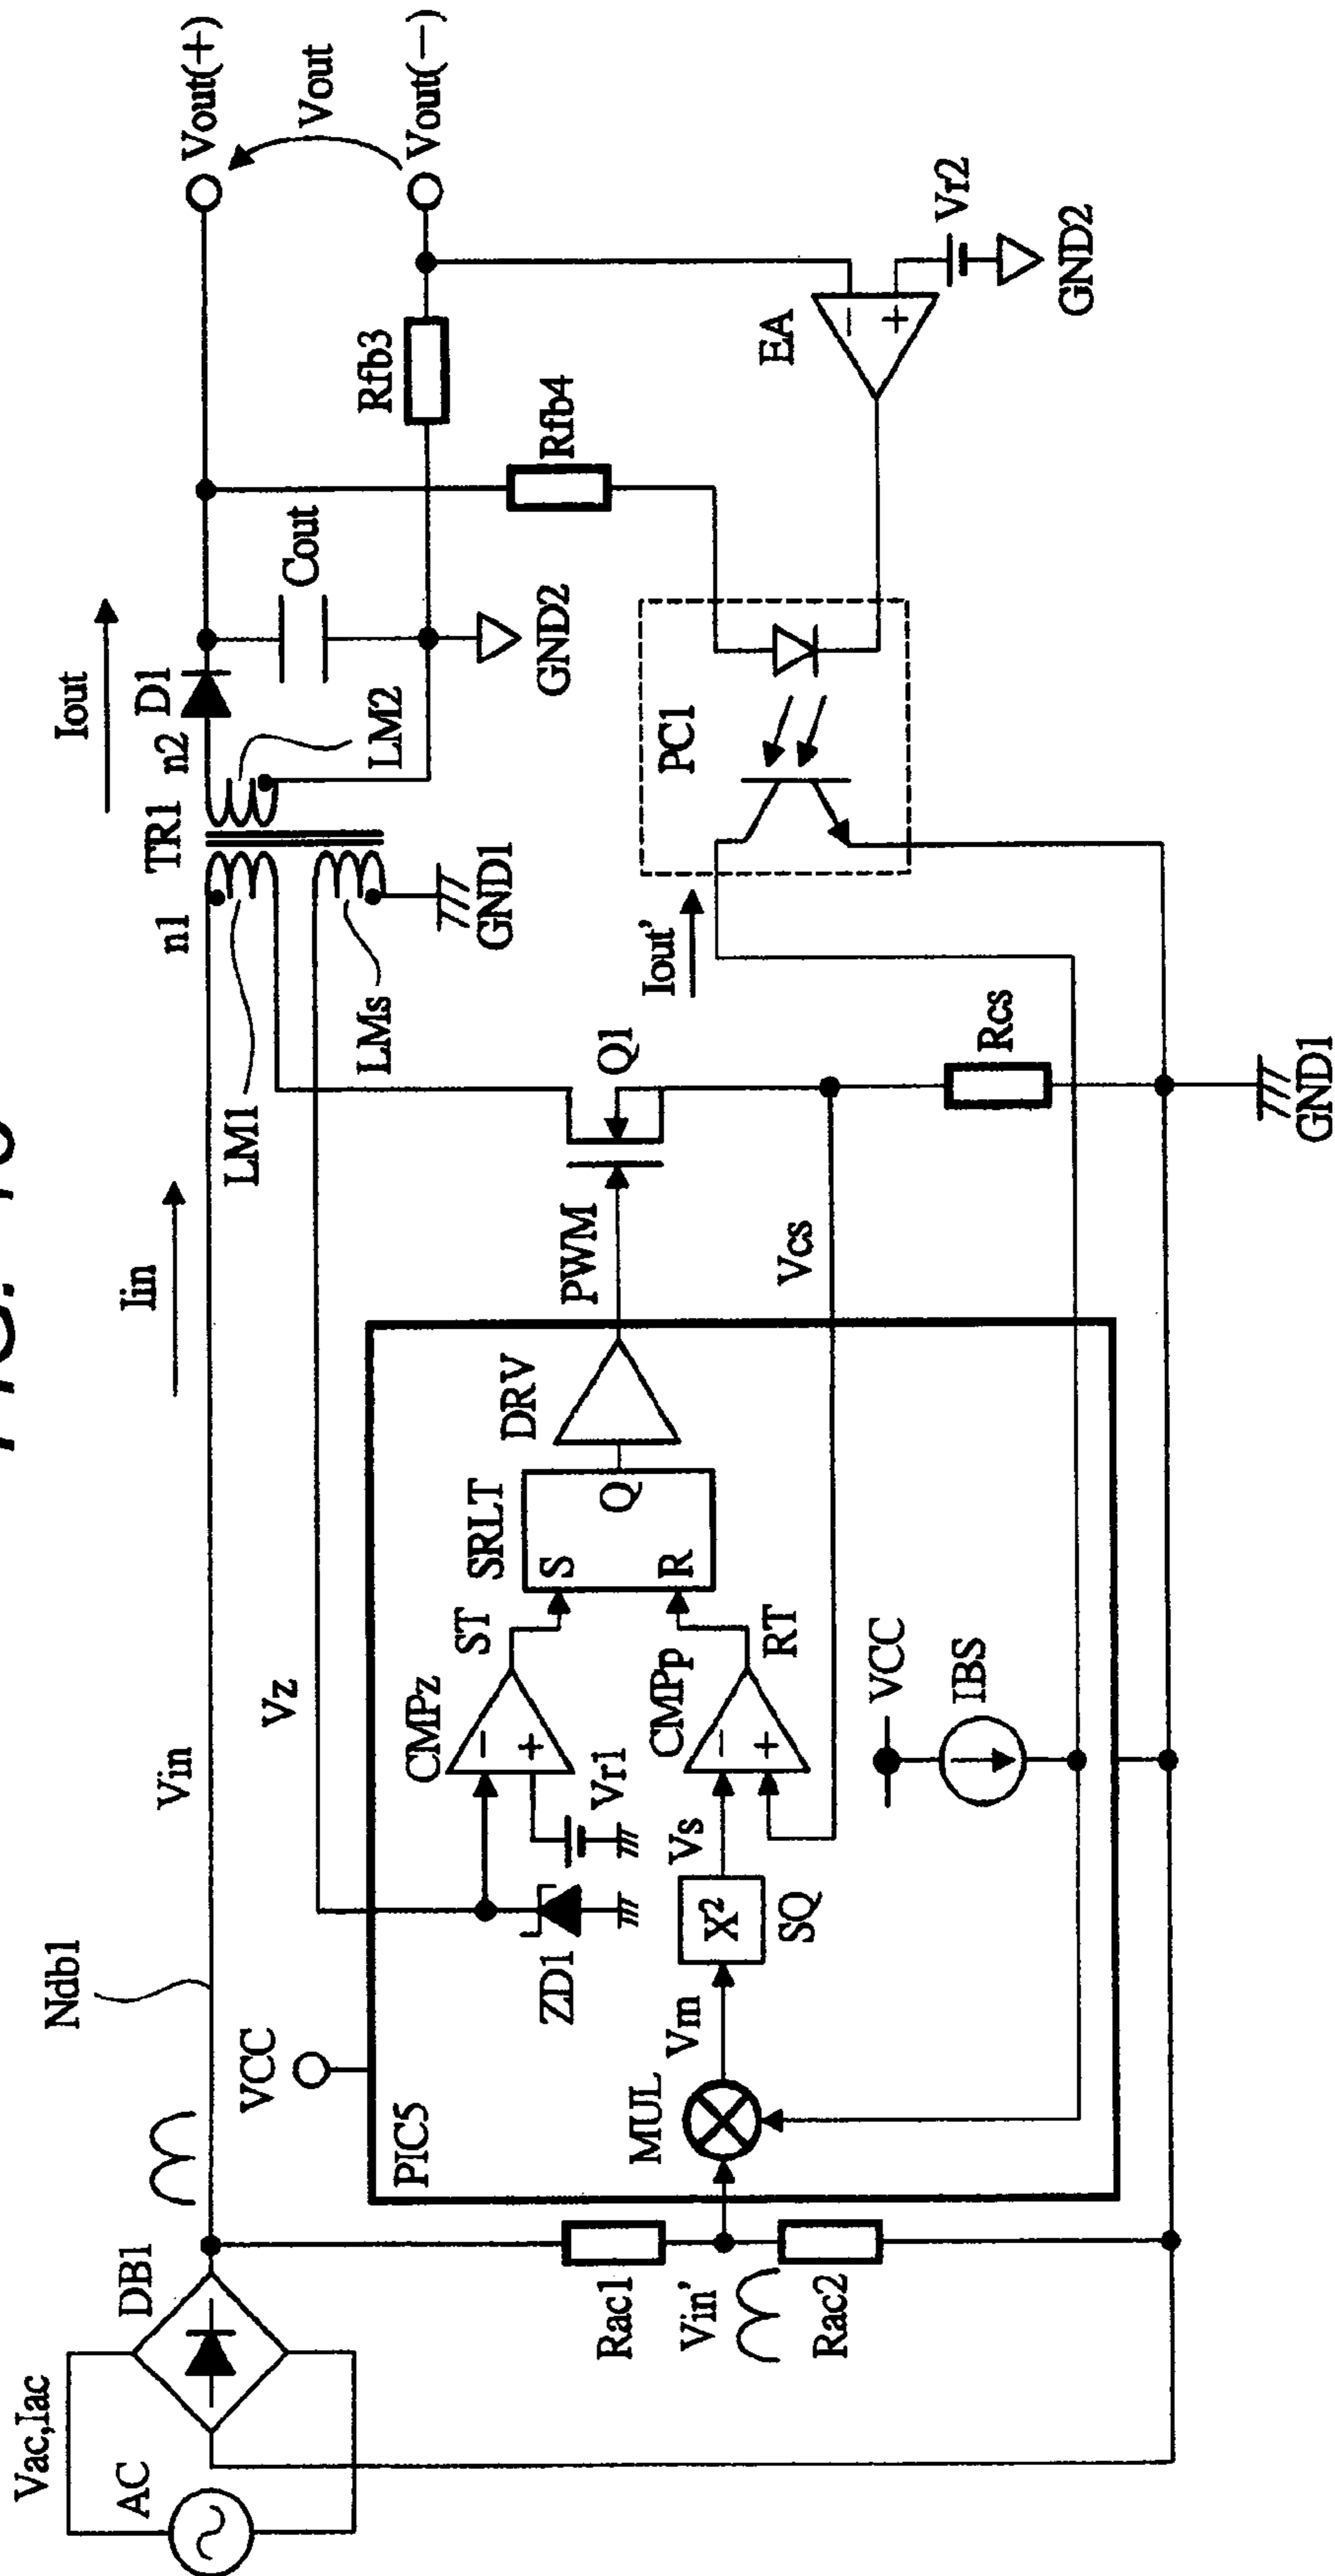 Vac,Iac
AC
DB1
Ndb1
Vin
Iin
n1
TR1
n2
D1
Iout
Vout(+)
Vout
Vout(−)
LM1
LMs
LM2
GND1
Cout
GND2
Rfb3
Rfb4
EA
Vr2
GND2
PC1
Iout'
VCC
Vz
PIC5
CMPz
−
+
ST
ZD1
Vr1
SRLT
S
Q
R
DRV
PWM
Q1
Rac1
Vin'
Rac2
MUL
Vm
X²
SQ
Vs
CMPp
−
+
RT
Vcs
Rcs
VCC
IBS
GND1